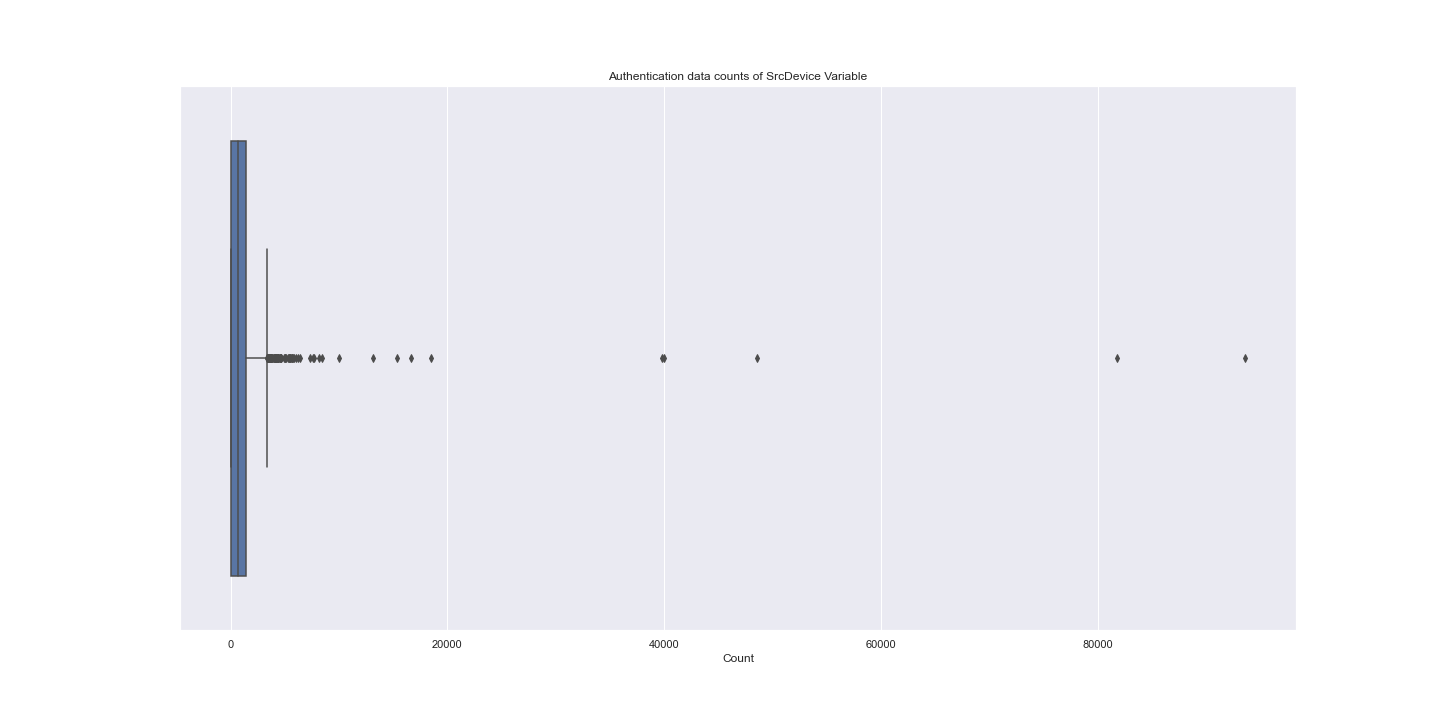 Authentication data counts of SrcDevice Variable
0 20000 40000 60000 80000
Count